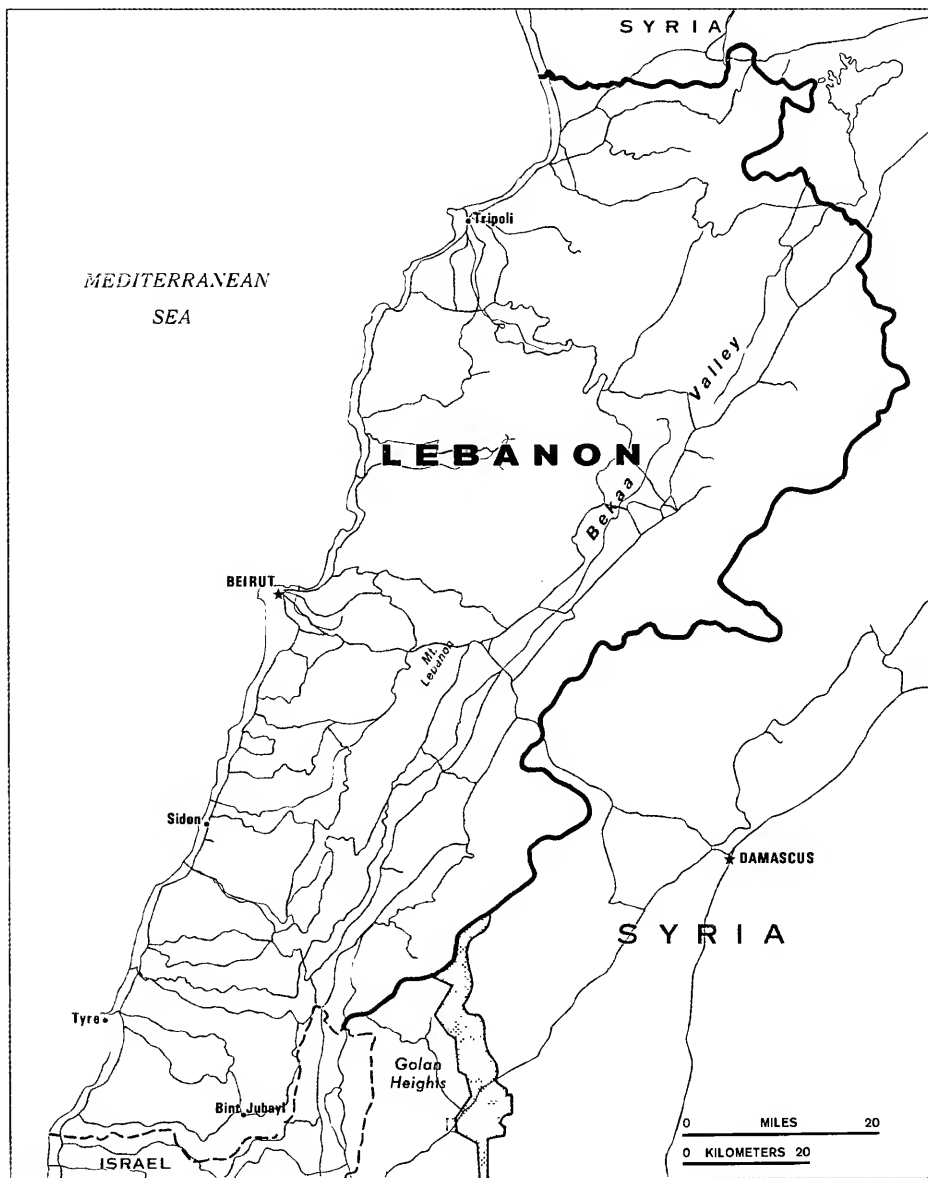 SYRIA
Tripoli
MEDITERRANEAN
SEA
Valley
LEBANON
Bekaa
BEIRUT
Mt.
Lebanon
Sidon
DAMASCUS
SYRIA
Tyre
Golan
Heights
Bint Jubayl
0 MILES 20
0 KILOMETERS 20
ISRAEL